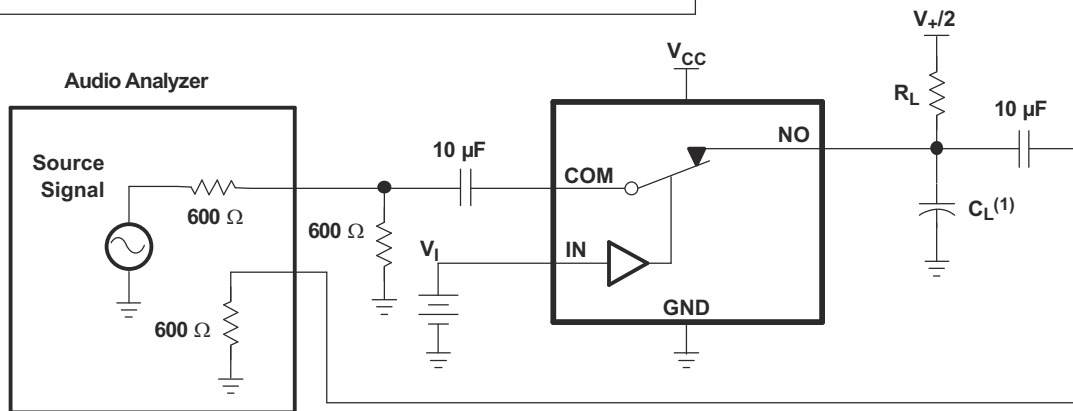 V+/2
VCC
Audio Analyzer
RL
10 µF
NO
10 µF
Source
Signal
COM
600 Ω
600 Ω
CL(1)
VI
IN
GND
600 Ω